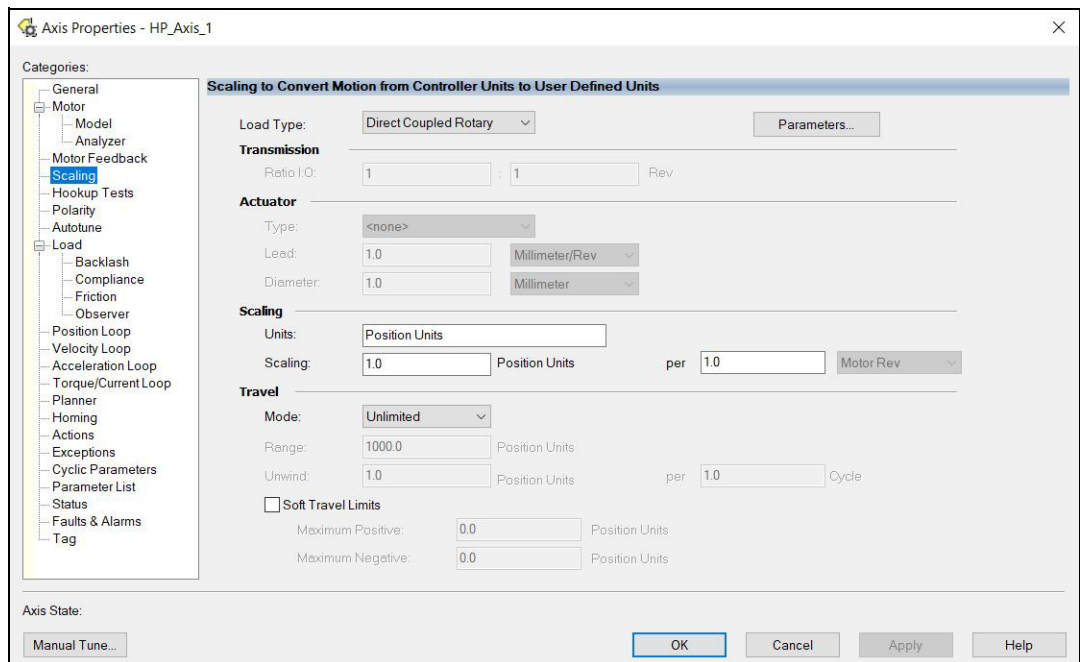 Axis Properties - HP_Axis_1
Categories:
General
Motor
Model
Analyzer
Motor Feedback
Scaling
Hookup Tests
Polarity
Autotune
Load
Backlash
Compliance
Friction
Observer
Position Loop
Velocity Loop
Acceleration Loop
Torque/Current Loop
Planner
Homing
Actions
Exceptions
Cyclic Parameters
Parameter List
Status
Faults & Alarms
Tag
Scaling to Convert Motion from Controller Units to User Defined Units
Load Type: Direct Coupled Rotary Parameters...
Transmission
Ratio I:O: 1 : 1 Rev
Actuator
Type: <none>
Lead: 1.0 Millimeter/Rev
Diameter: 1.0 Millimeter
Scaling
Units: Position Units
Scaling: 1.0 Position Units per 1.0 Motor Rev
Travel
Mode: Unlimited
Range: 1000.0 Position Units
Unwind: 1.0 Position Units per 1.0 Cycle
Soft Travel Limits
Maximum Positive: 0.0 Position Units
Maximum Negative: 0.0 Position Units
Axis State:
Manual Tune... OK Cancel Apply Help